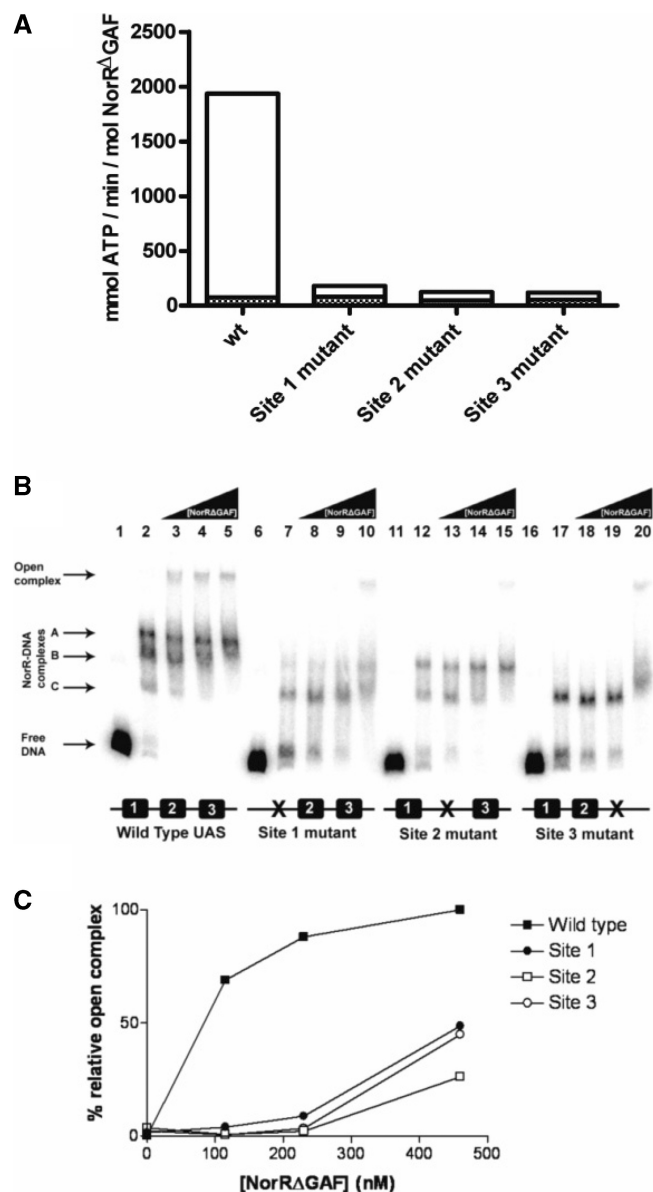 A
mmol ATP / min / mol NorRΔGAF
2500
2000
1500
1000
500
0
wt
Site 1 mutant
Site 2 mutant
Site 3 mutant
B
[NorRΔGAF] [NorRΔGAF] [NorRΔGAF] [NorRΔGAF]
1 2 3 4 5 6 7 8 9 10 11 12 13 14 15 16 17 18 19 20
Open
complex
NorR-DNA
complexes
A
B
C
Free
DNA
1 2 3 X 2 3 1 X 3 1 2 X
Wild Type UAS Site 1 mutant Site 2 mutant Site 3 mutant
C
% relative open complex
100
50
0
0 100 200 300 400 500
[NorRΔGAF] (nM)
Wild type
Site 1
Site 2
Site 3